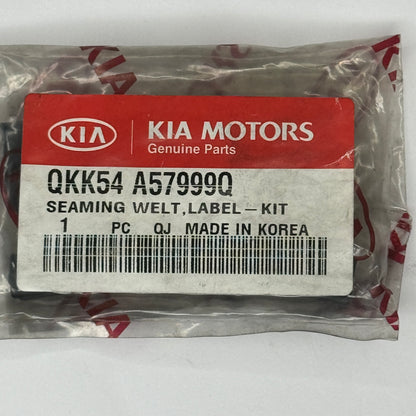 KIA
KIA MOTORS
Genuine Parts
QKK54 A57999Q
SEAMING WELT,LABEL-KIT
1 PC QJ MADE IN KOREA